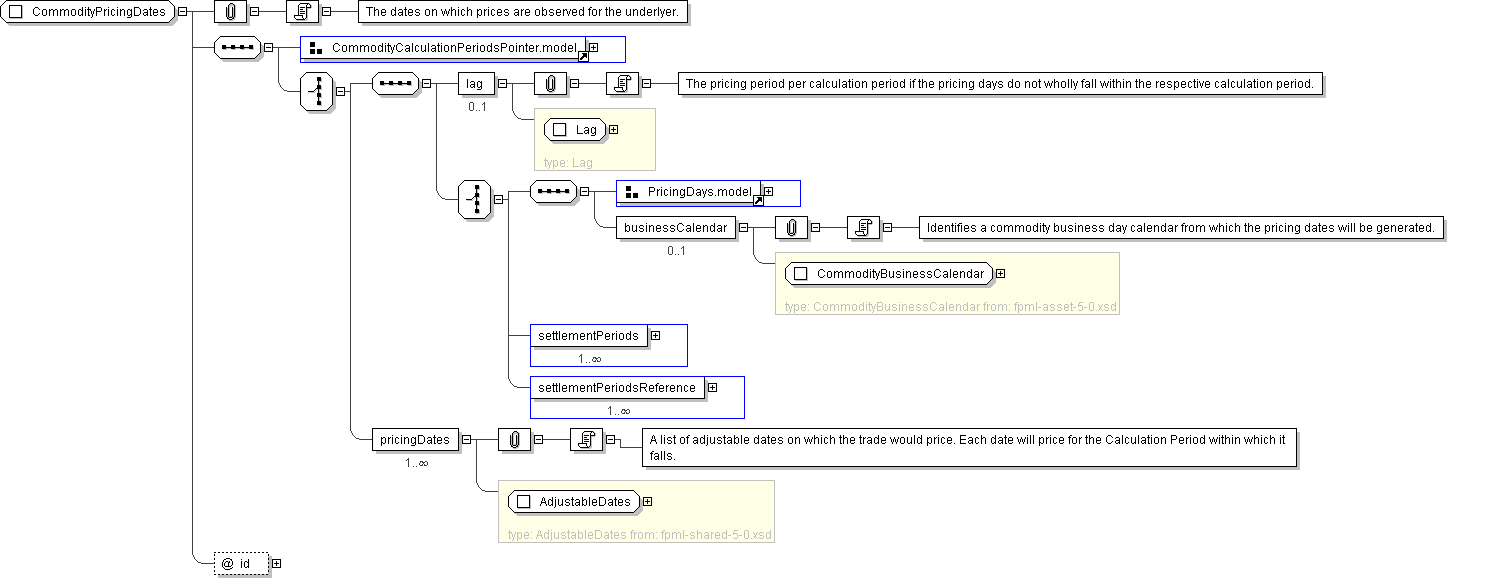 CommodityPricingDates
The dates on which prices are observed for the underlyer.
CommodityCalculationPeriodsPointer.model
lag
The pricing period per calculation period if the pricing days do not wholly fall within the respective calculation period.
0..1
Lag
type: Lag
PricingDays.model
businessCalendar
Identifies a commodity business day calendar from which the pricing dates will be generated.
0..1
CommodityBusinessCalendar
type: CommodityBusinessCalendar from: fpml-asset-5-0.xsd
settlementPeriods
1..∞
settlementPeriodsReference
1..∞
pricingDates
A list of adjustable dates on which the trade would price. Each date will price for the Calculation Period within which it
falls.
1..∞
AdjustableDates
type: AdjustableDates from: fpml-shared-5-0.xsd
@ id